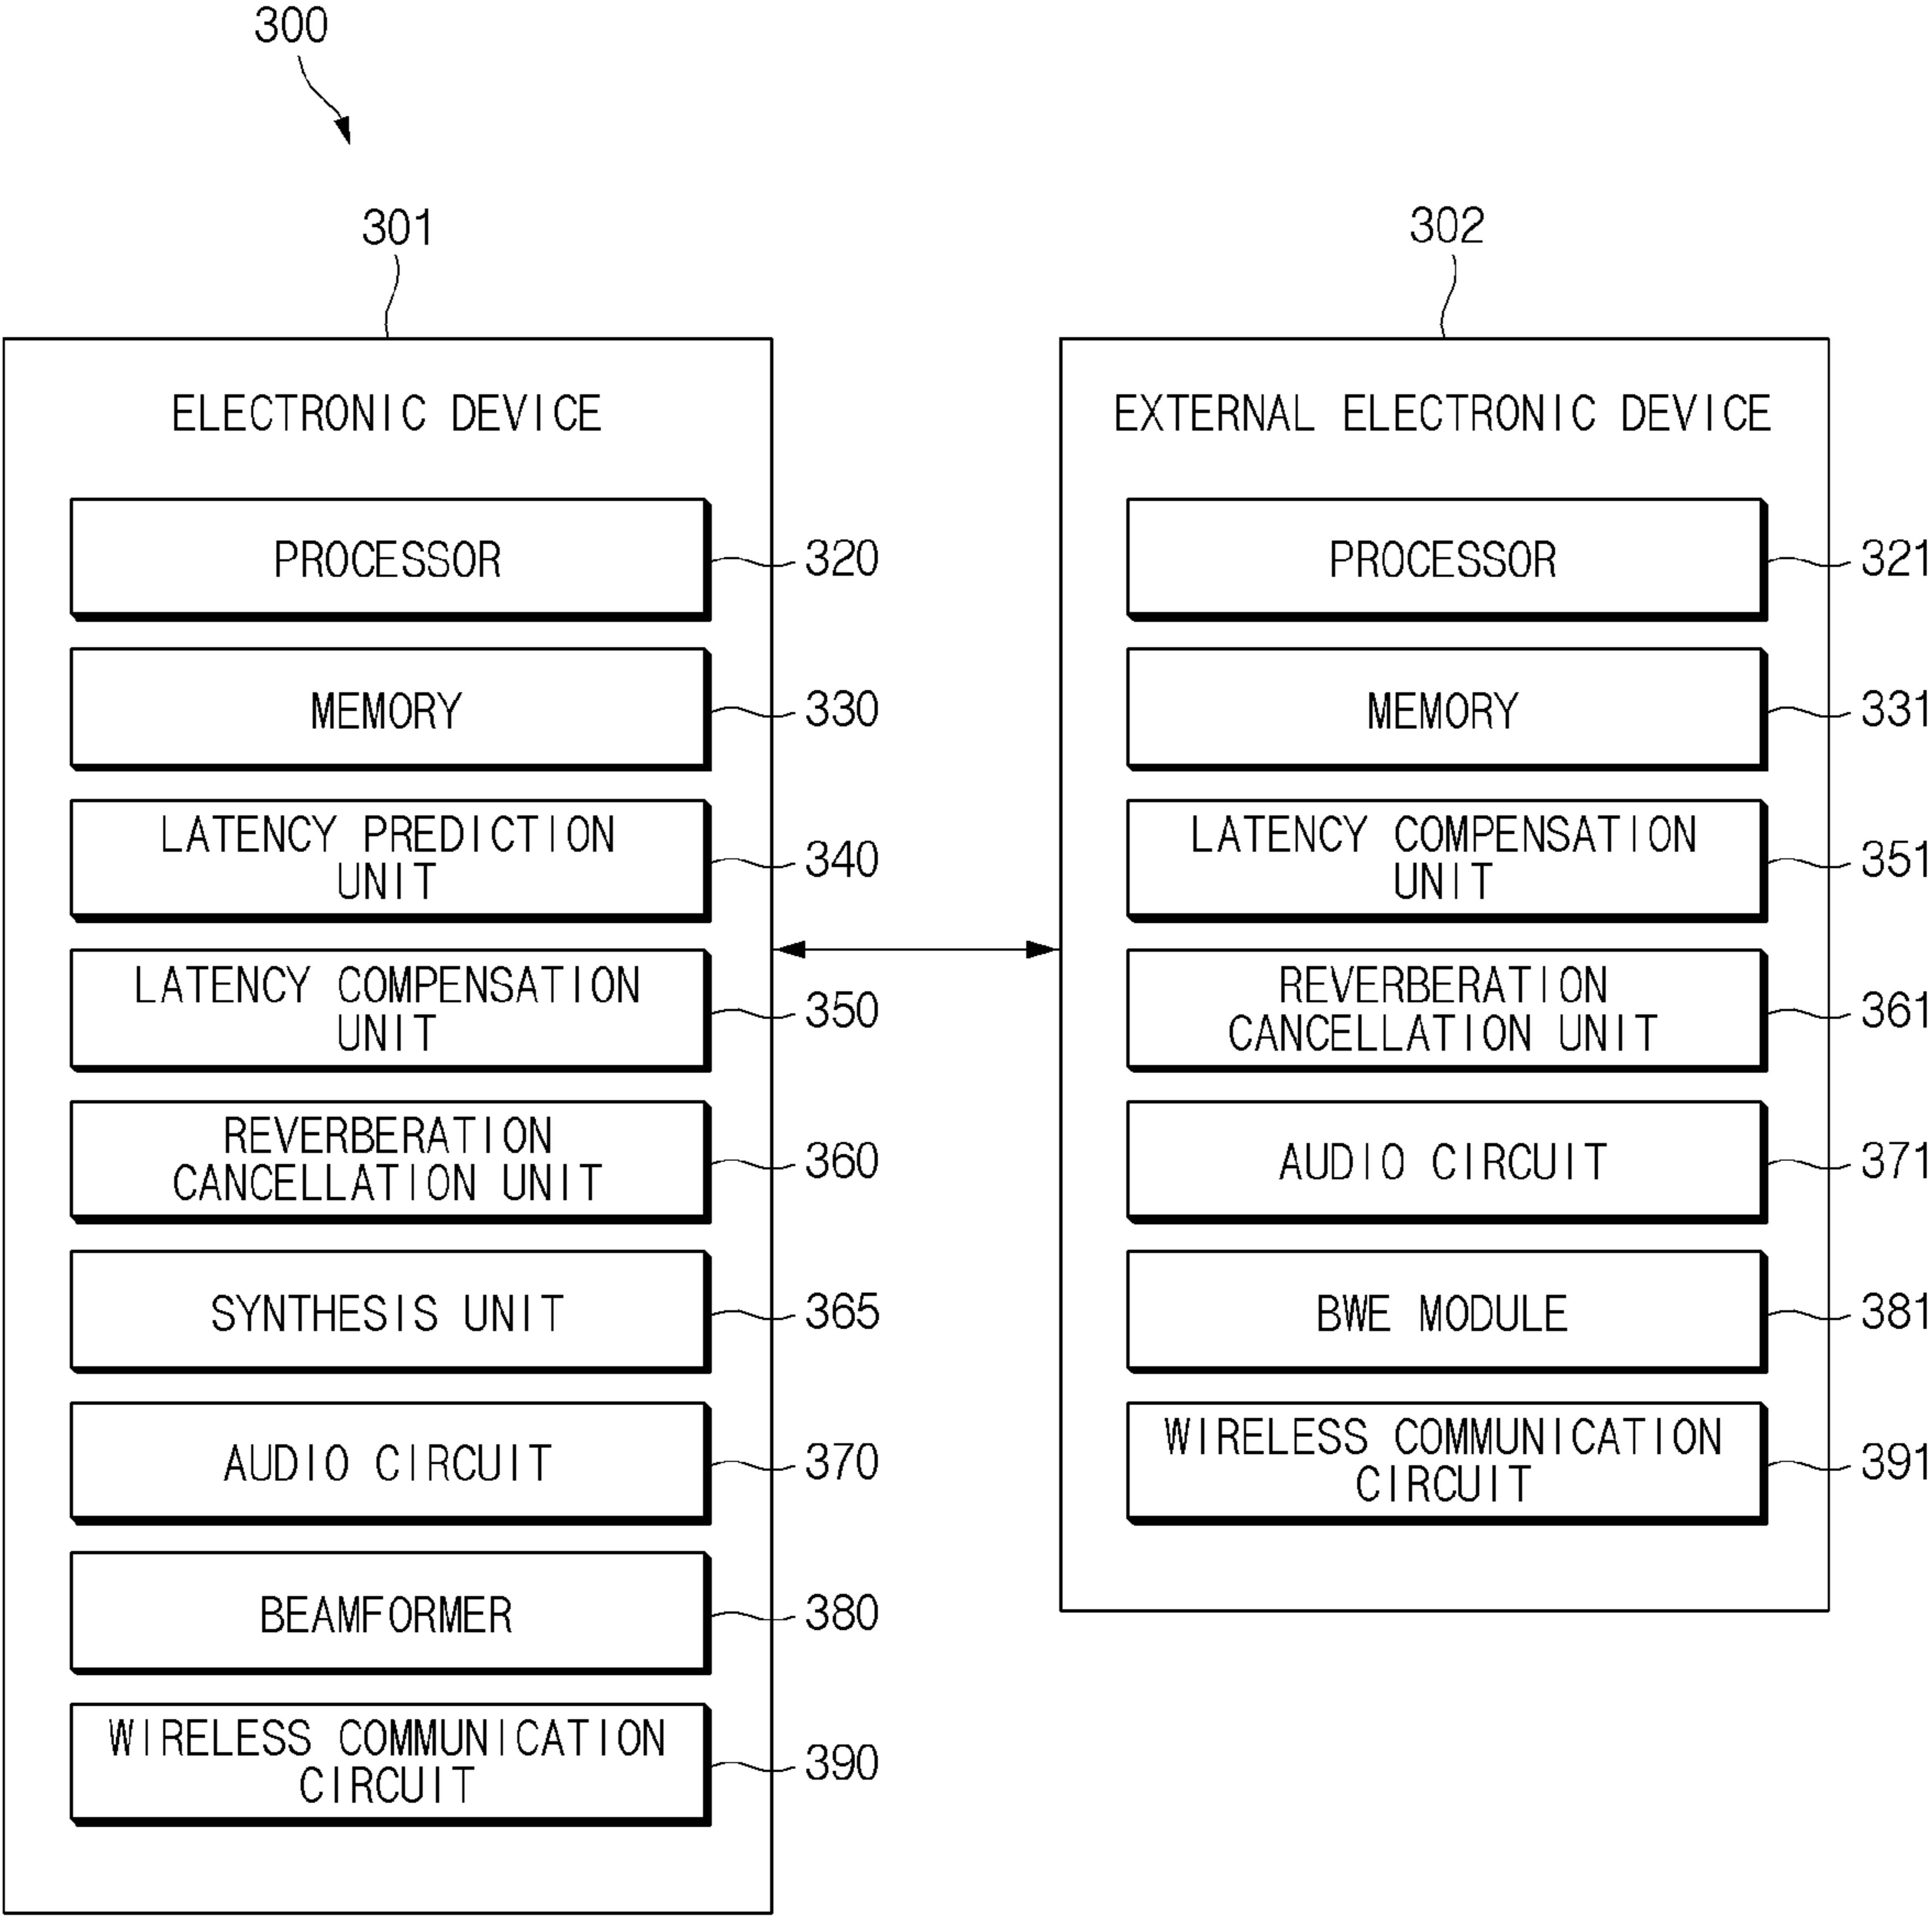 300
301
ELECTRONIC DEVICE
PROCESSOR
320
MEMORY
330
LATENCY PREDICTION
UNIT
340
LATENCY COMPENSATION
UNIT
350
REVERBERATION
CANCELLATION UNIT
360
SYNTHESIS UNIT
365
AUDIO CIRCUIT
370
BEAMFORMER
380
WIRELESS COMMUNICATION
CIRCUIT
390
302
EXTERNAL ELECTRONIC DEVICE
PROCESSOR
321
MEMORY
331
LATENCY COMPENSATION
UNIT
351
REVERBERATION
CANCELLATION UNIT
361
AUDIO CIRCUIT
371
BWE MODULE
381
WIRELESS COMMUNICATION
CIRCUIT
391